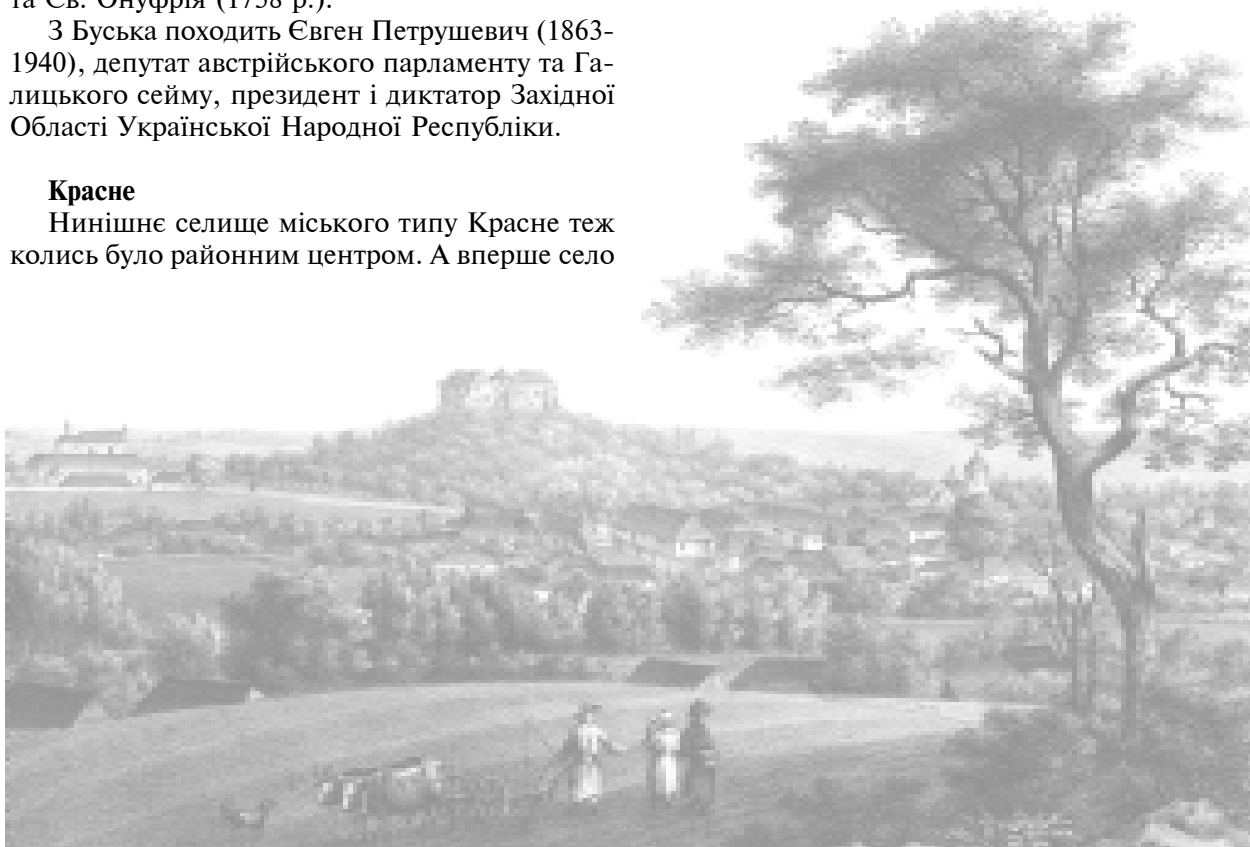 та Св. Онуфрія (1758 р.).
З Буська походить Євген Петрушевич (1863-
1940), депутат австрійського парламенту та Га-
лицького сейму, президент і диктатор Західної
Області Української Народної Республіки.
Красне
Нинішнє селище міського типу Красне теж
колись було районним центром. А вперше село